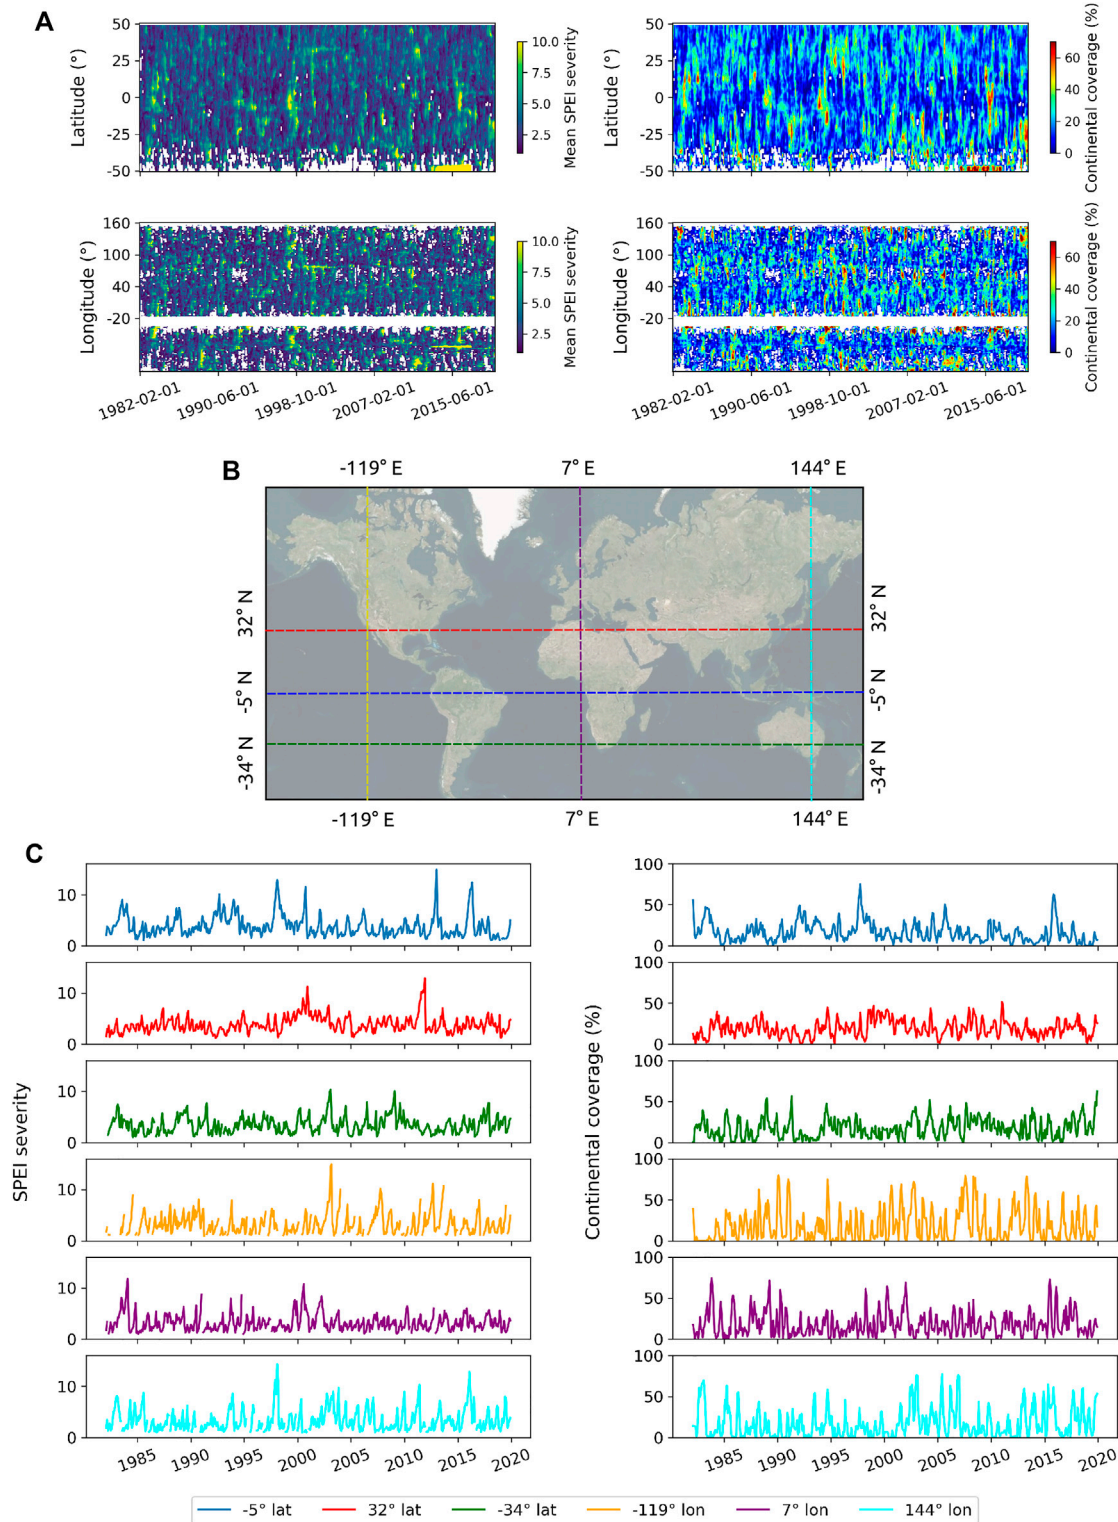 A
50
25
0
-25
-50
Latitude (°)
10.0
7.5
5.0
2.5
Mean SPEI severity
50
25
0
-25
-50
Latitude (°)
60
40
20
0
Continental coverage (%)
160
100
40
-20
Longitude (°)
10.0
7.5
5.0
2.5
Mean SPEI severity
1982-02-01
1990-06-01
1998-10-01
2007-02-01
2015-06-01
160
100
40
-20
Longitude (°)
60
40
20
0
Continental coverage (%)
1982-02-01
1990-06-01
1998-10-01
2007-02-01
2015-06-01
B
-119° E
7° E
144° E
32° N
-5° N
-34° N
32° N
-5° N
-34° N
-119° E
7° E
144° E
C
SPEI severity
10
0
10
0
10
0
10
0
10
0
10
0
1985
1990
1995
2000
2005
2010
2015
2020
Continental coverage (%)
100
50
0
100
50
0
100
50
0
100
50
0
100
50
0
100
50
0
1985
1990
1995
2000
2005
2010
2015
2020
-5° lat
32° lat
-34° lat
-119° lon
7° lon
144° lon